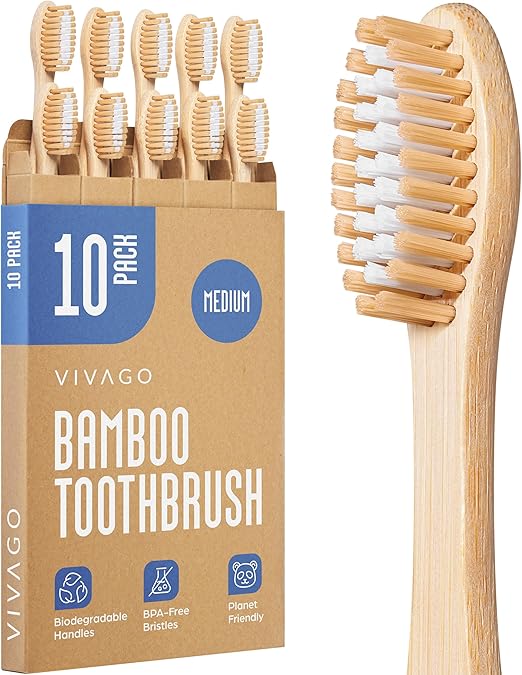 10 PACK
10
PACK
MEDIUM
VIVAGO
BAMBOO
TOOTHBRUSH
VIVAGO
Biodegradable
Handles
BPA-Free
Bristles
Planet
Friendly